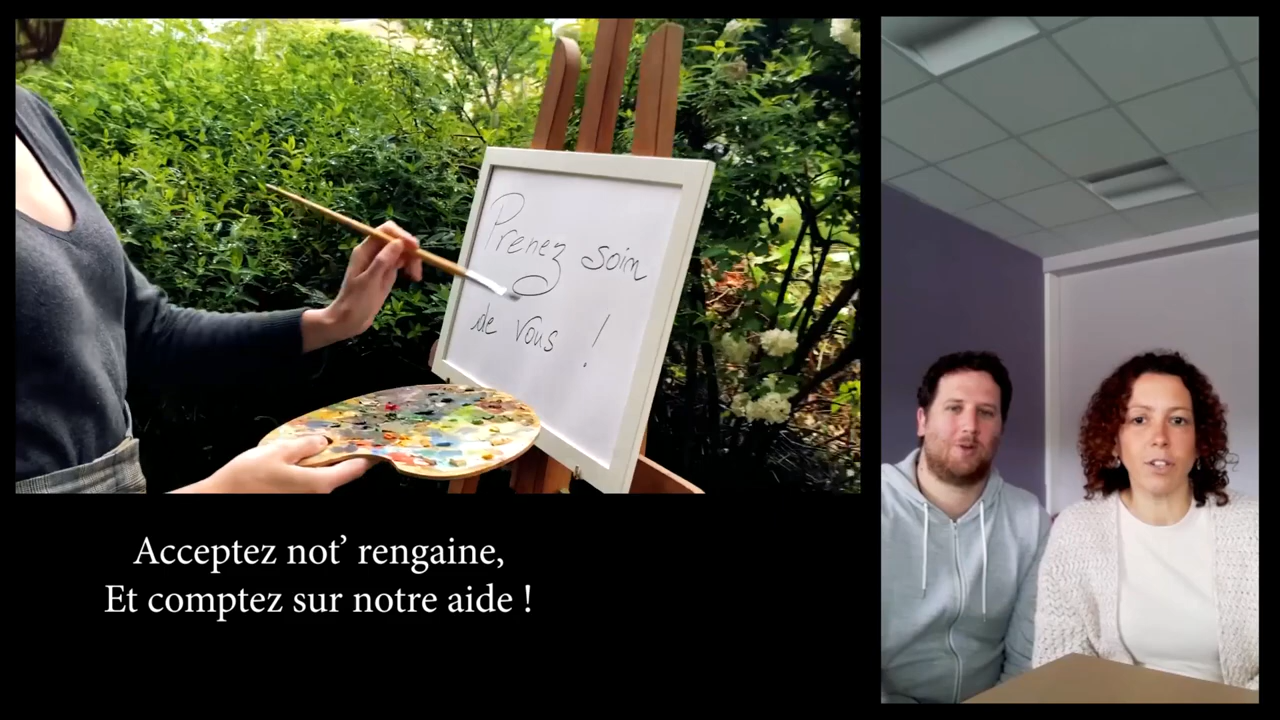 Prenez soin
de vous !
Acceptez not’ rengaine,
Et comptez sur notre aide !